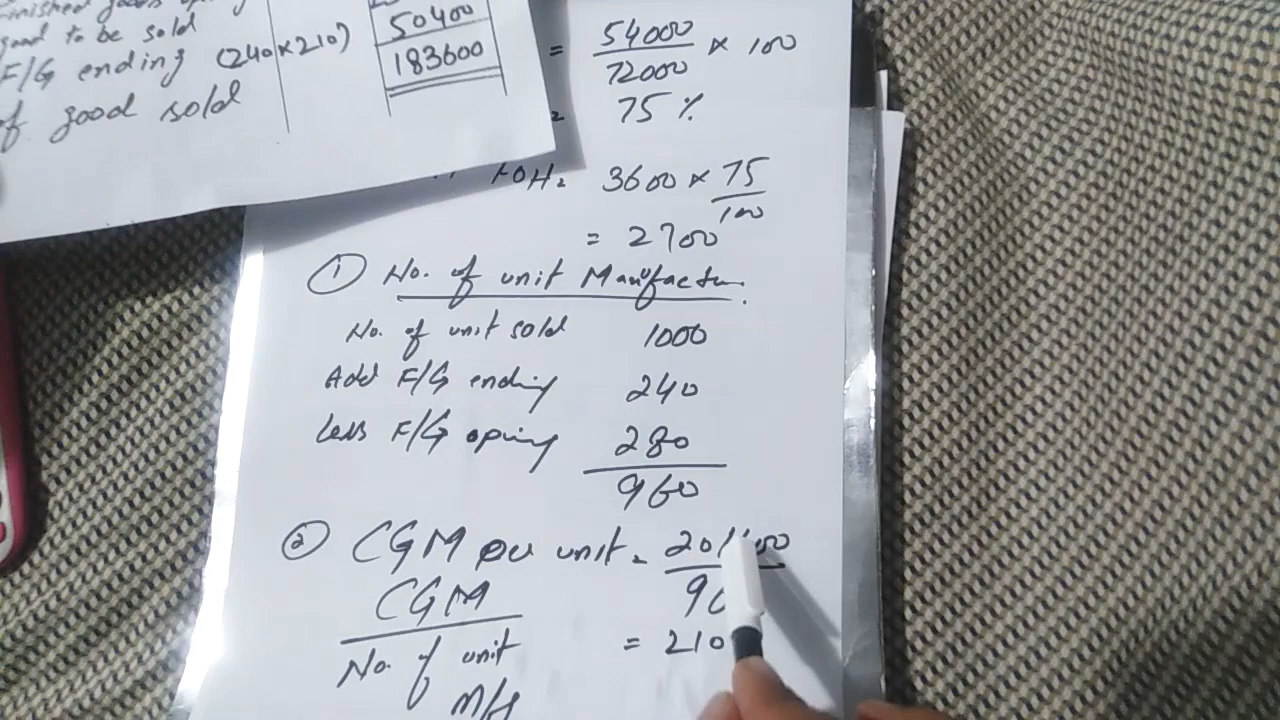 good to be sold
50400
F/G ending (240×210)
183600
of good sold
= 54000 × 100
72000
75 %
FOH = 3600 × 75
100
= 2700
① No. of unit Manufactur.
No. of unit sold 1000
Add F/G ending 240
Less F/G oping 280
960
② CGM per unit =
CGM
No. of unit = 210